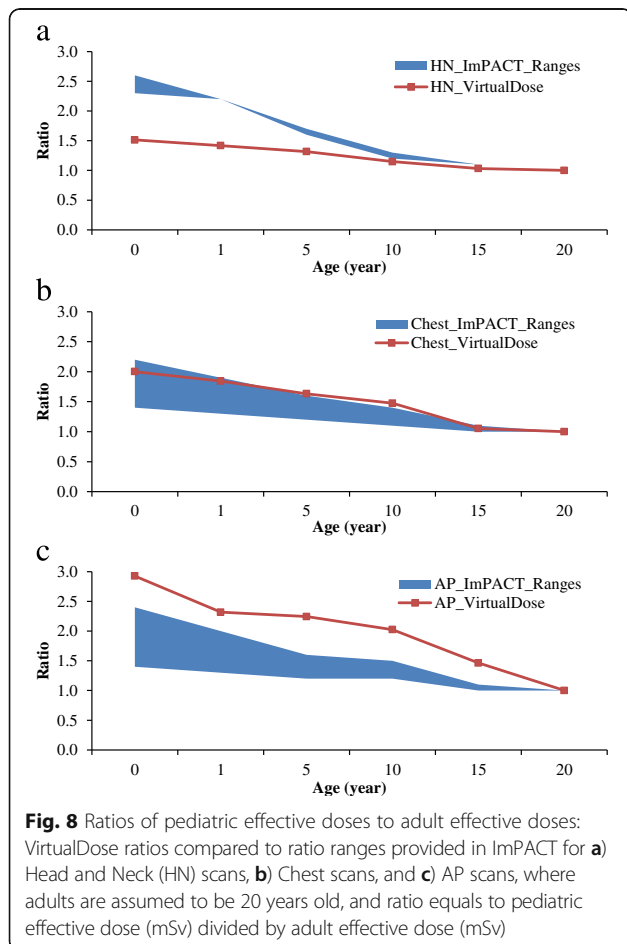 a
3.0
2.5
2.0
1.5
1.0
0.5
0.0
Ratio
HN_ImPACT_Ranges
HN_VirtualDose
0 1 5 10 15 20
Age (year)
b
3.0
2.5
2.0
1.5
1.0
0.5
0.0
Ratio
Chest_ImPACT_Ranges
Chest_VirtualDose
0 1 5 10 15 20
Age (year)
c
3.0
2.5
2.0
1.5
1.0
0.5
0.0
Ratio
AP_ImPACT_Ranges
AP_VirtualDose
0 1 5 10 15 20
Age (year)
Fig. 8 Ratios of pediatric effective doses to adult effective doses:
VirtualDose ratios compared to ratio ranges provided in ImPACT for a)
Head and Neck (HN) scans, b) Chest scans, and c) AP scans, where
adults are assumed to be 20 years old, and ratio equals to pediatric
effective dose (mSv) divided by adult effective dose (mSv)